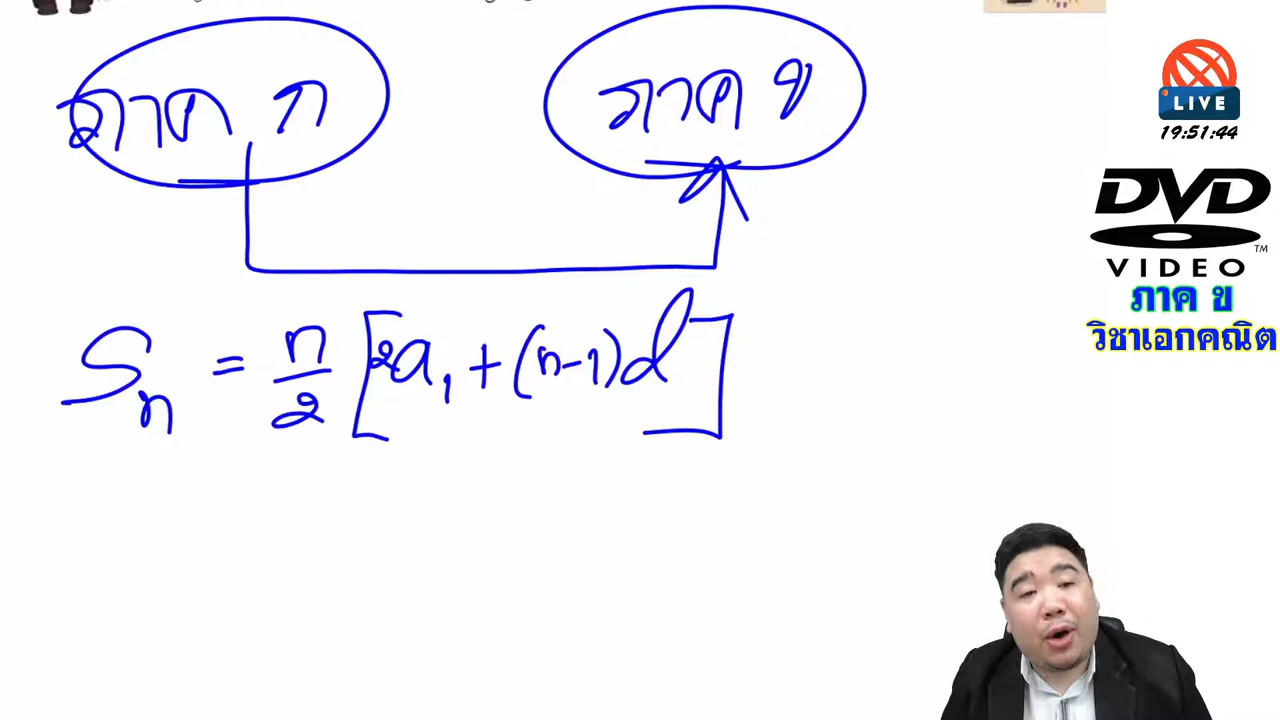 ภาค ก
ภาค ข
LIVE
19:51:44
DVD
VIDEO
TM
ภาค ข
วิชาเอกคณิต
Sn = n/2 [2a1 + (n-1)d]